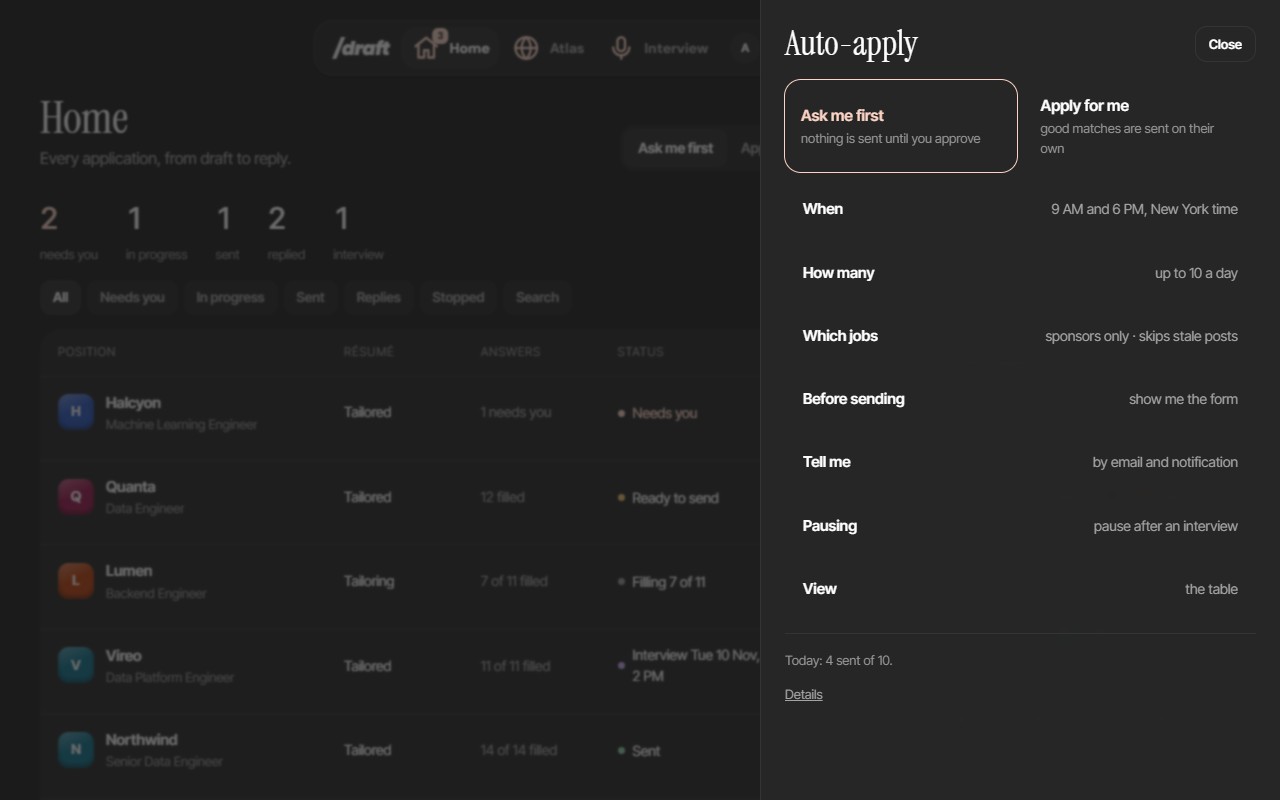 /draft
3
Home
Atlas
Interview
A
Home
Every application, from draft to reply.
Ask me first
2
needs you
1
in progress
1
sent
2
replied
1
interview
All
Needs you
In progress
Sent
Replies
Stopped
Search
POSITION
RÉSUMÉ
ANSWERS
STATUS
H
Halcyon
Machine Learning Engineer
Tailored
1 needs you
Needs you
Q
Quanta
Data Engineer
Tailored
12 filled
Ready to send
L
Lumen
Backend Engineer
Tailoring
7 of 11 filled
Filling 7 of 11
V
Vireo
Data Platform Engineer
Tailored
11 of 11 filled
Interview Tue 10 Nov,
2 PM
N
Northwind
Senior Data Engineer
Tailored
14 of 14 filled
Sent
Auto-apply
Close
Ask me first
nothing is sent until you approve
Apply for me
good matches are sent on their
own
When
9 AM and 6 PM, New York time
How many
up to 10 a day
Which jobs
sponsors only · skips stale posts
Before sending
show me the form
Tell me
by email and notification
Pausing
pause after an interview
View
the table
Today: 4 sent of 10.
Details